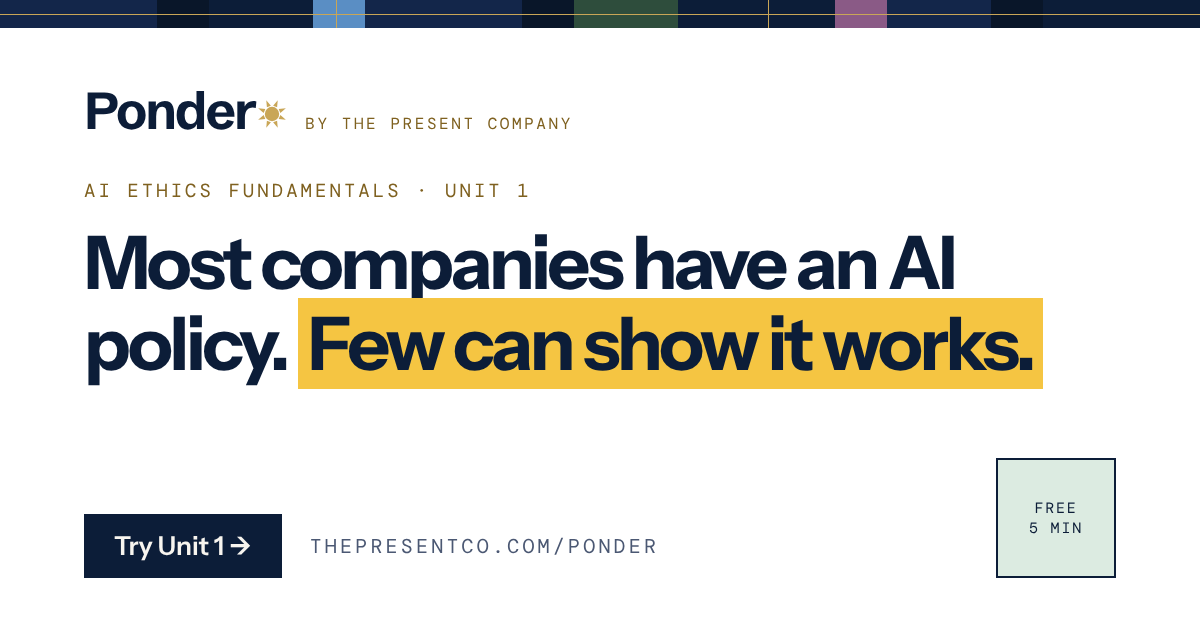 Ponder BY THE PRESENT COMPANY
AI ETHICS FUNDAMENTALS · UNIT 1
Most companies have an AI
policy. Few can show it works.
Try Unit 1 → THEPRESENTCO.COM/PONDER
FREE
5 MIN